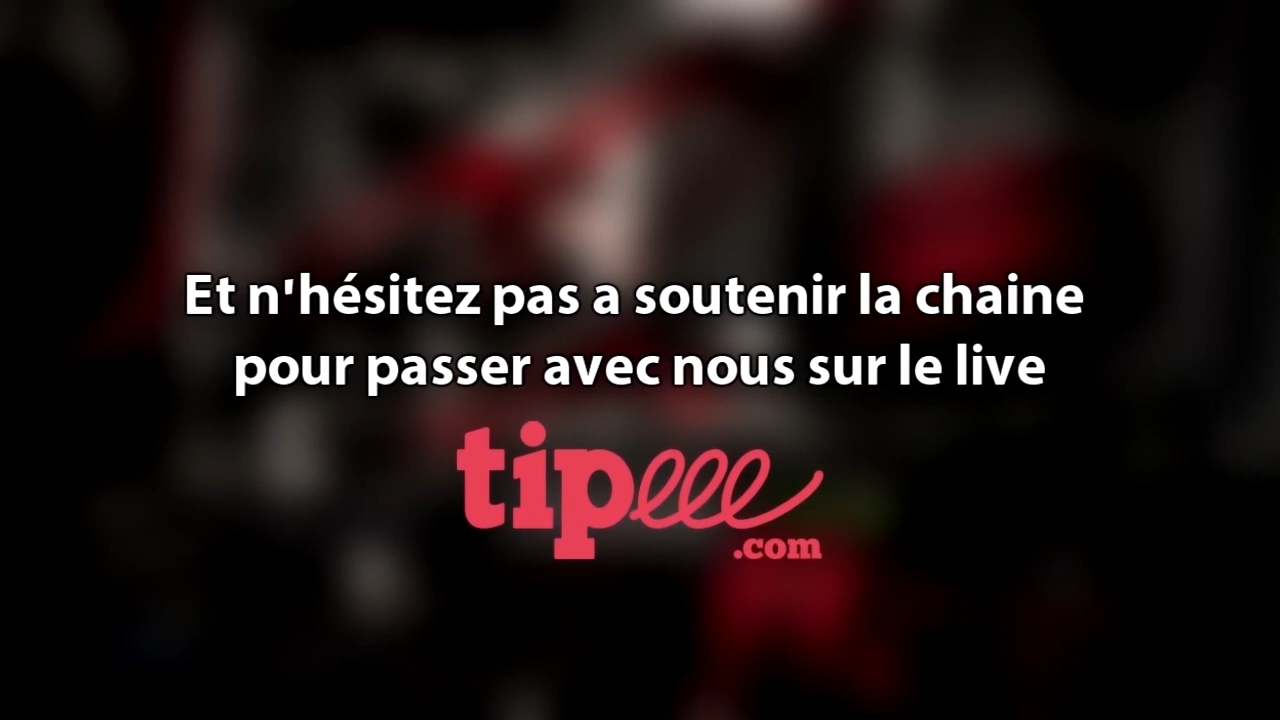 Et n'hésitez pas a soutenir la chaine
pour passer avec nous sur le live
tipeee
.com